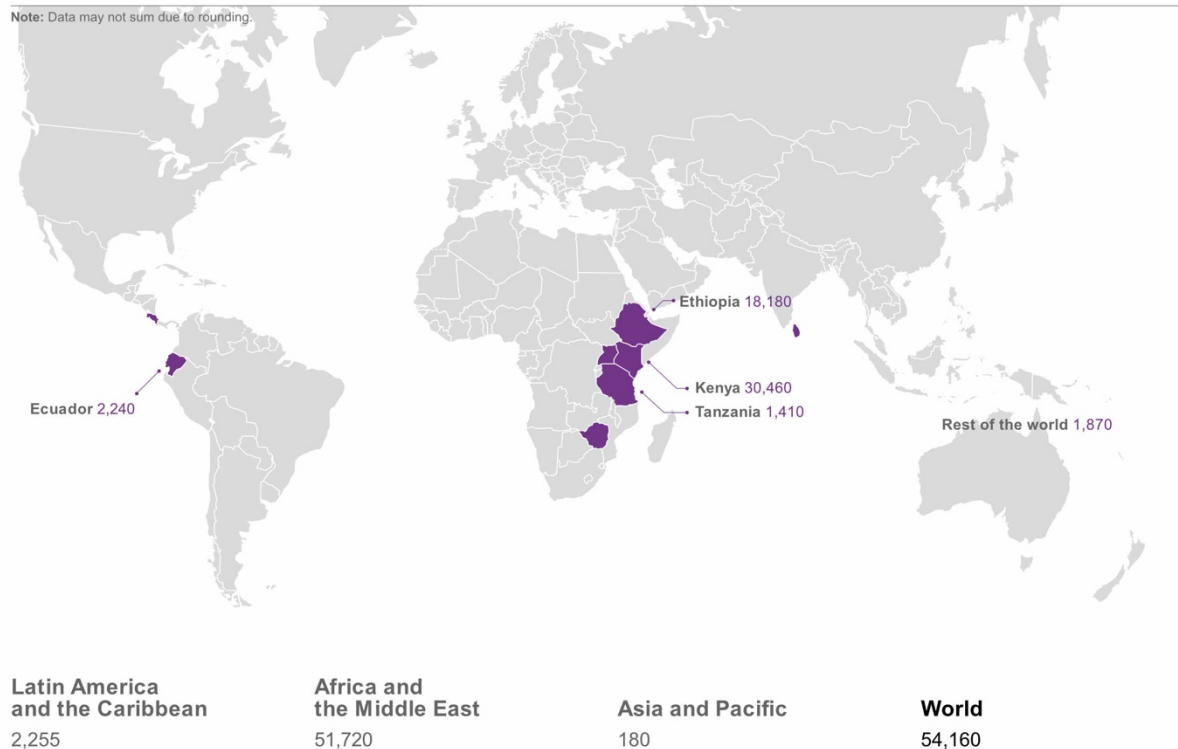 Note: Data may not sum due to rounding.
Ethiopia 18,180
Kenya 30,460
Ecuador 2,240
Tanzania 1,410
Rest of the world 1,870
Latin America
and the Caribbean
2,255
Africa and
the Middle East
51,720
Asia and Pacific
180
World
54,160